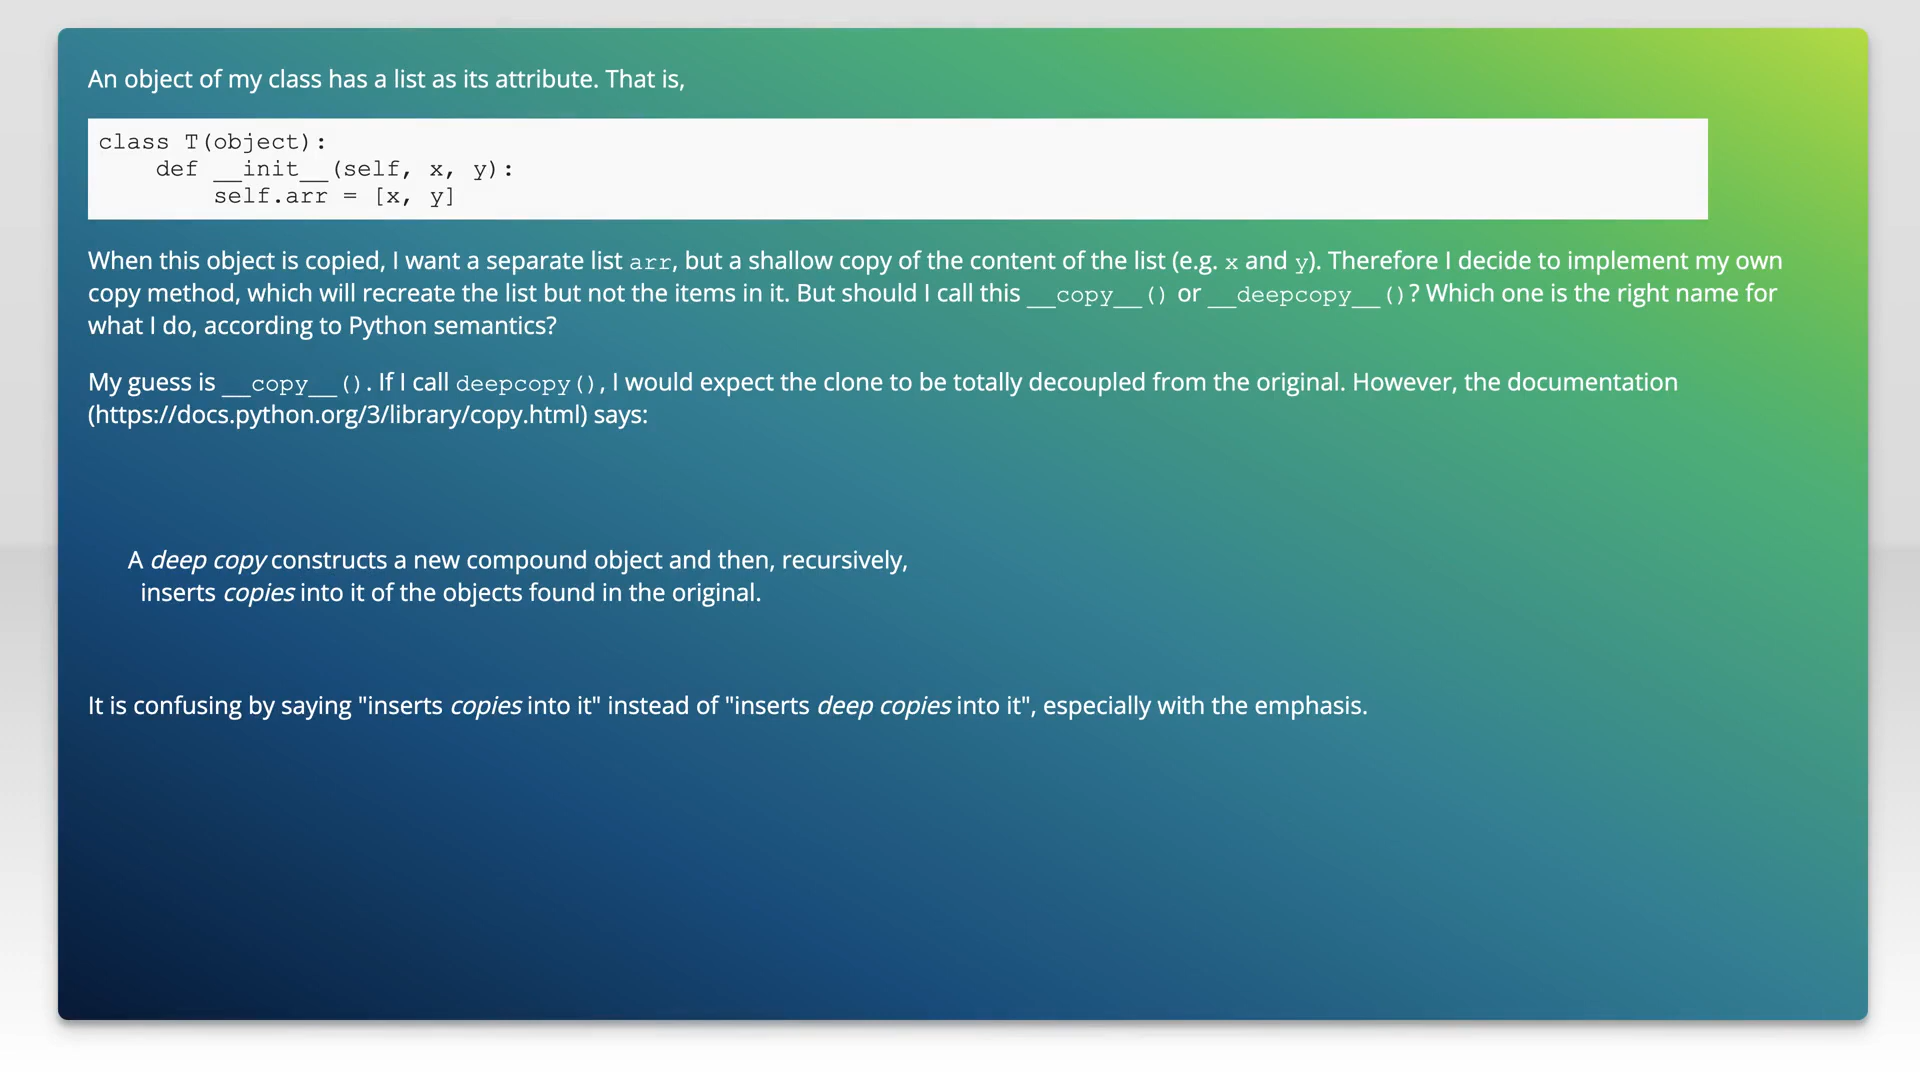 An object of my class has a list as its attribute. That is,
class T(object):
    def __init__(self, x, y):
        self.arr = [x, y]
When this object is copied, I want a separate list arr, but a shallow copy of the content of the list (e.g. x and y). Therefore I decide to implement my own
copy method, which will recreate the list but not the items in it. But should I call this __copy__() or __deepcopy__()? Which one is the right name for
what I do, according to Python semantics?
My guess is __copy__(). If I call deepcopy(), I would expect the clone to be totally decoupled from the original. However, the documentation
(https://docs.python.org/3/library/copy.html) says:
A deep copy constructs a new compound object and then, recursively,
inserts copies into it of the objects found in the original.
It is confusing by saying "inserts copies into it" instead of "inserts deep copies into it", especially with the emphasis.